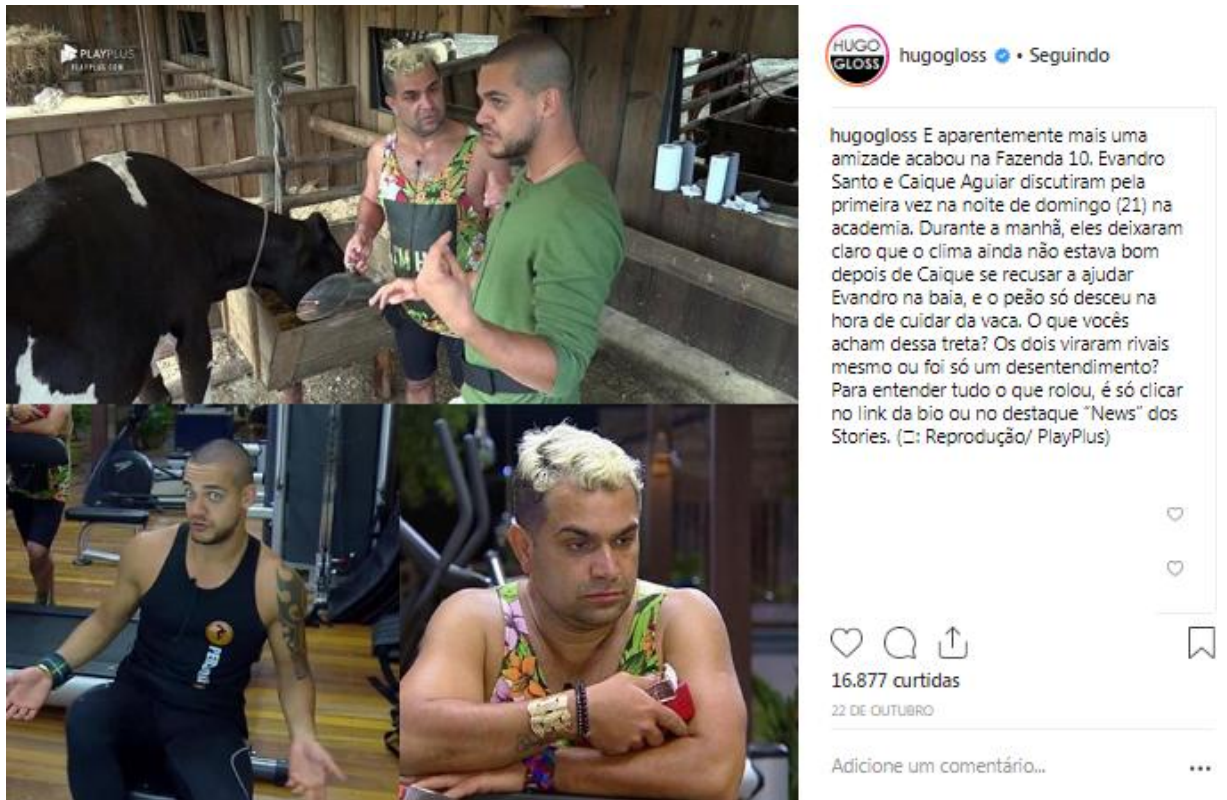 PLAYPLUS
PLAYPLUS.COM
HUGO
GLOSS
hugogloss • Seguindo
hugogloss E aparentemente mais uma
amizade acabou na Fazenda 10. Evandro
Santo e Caique Aguiar discutiram pela
primeira vez na noite de domingo (21) na
academia. Durante a manhã, eles deixaram
claro que o clima ainda não estava bom
depois de Caique se recusar a ajudar
Evandro na baia, e o peão só desceu na
hora de cuidar da vaca. O que vocês
acham dessa treta? Os dois viraram rivais
mesmo ou foi só um desentendimento?
Para entender tudo o que rolou, é só clicar
no link da bio ou no destaque “News” dos
Stories. (□: Reprodução/ PlayPlus)
16.877 curtidas
22 DE OUTUBRO
Adicione um comentário...